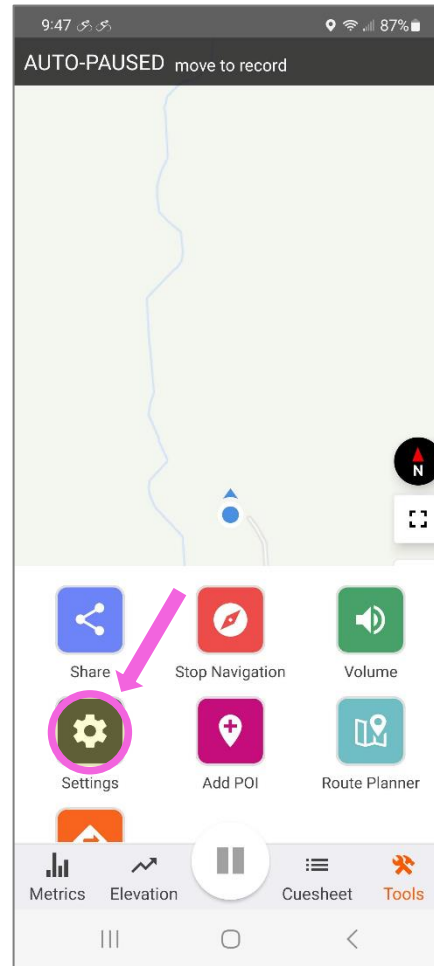 9:47 87%
AUTO-PAUSED move to record
N
Share Stop Navigation Volume
Settings Add POI Route Planner
Metrics Elevation Cuesheet Tools